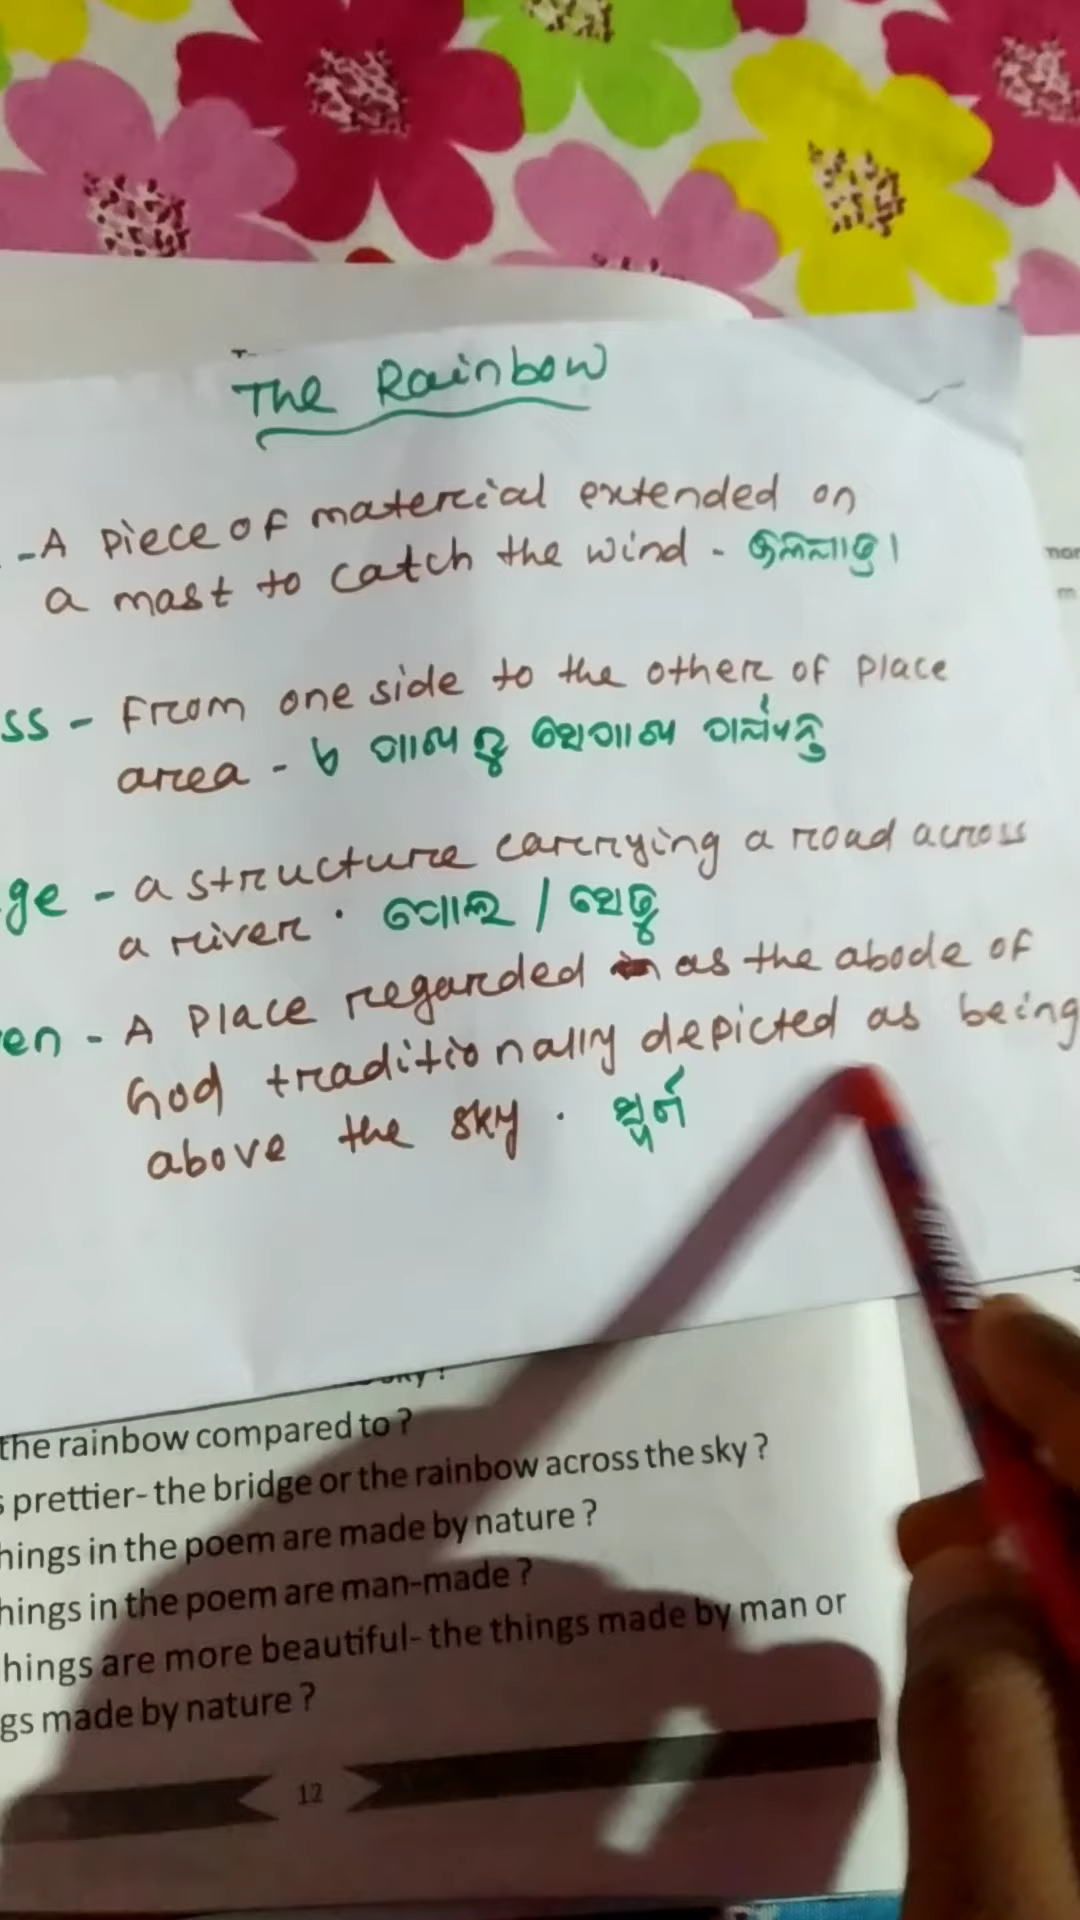 The Rainbow
- A piece of material extended on
a mast to catch the wind -
ss - From one side to the other of place
area -
ge - a structure carrying a road across
a river . ପୋଲ / ସେତୁ
en - A place regarded as the abode of
God traditionally depicted as being
above the sky .
the rainbow compared to ?
s prettier- the bridge or the rainbow across the sky ?
hings in the poem are made by nature ?
hings in the poem are man-made ?
hings are more beautiful- the things made by man or
gs made by nature ?
12